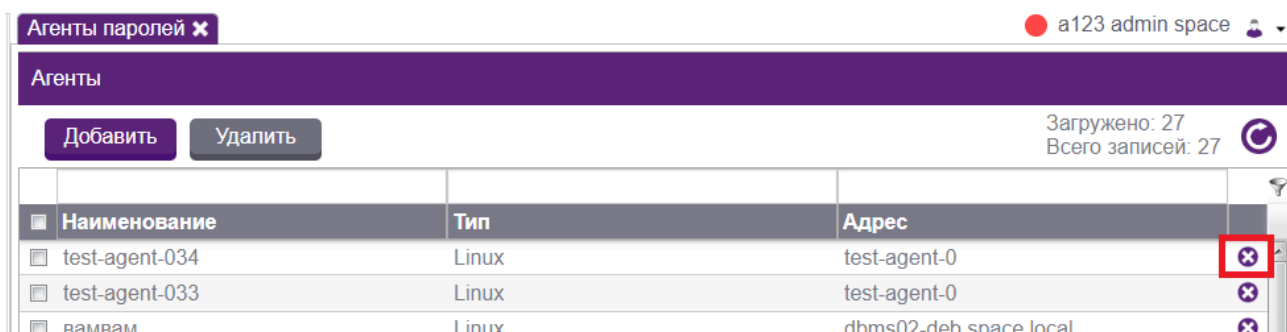 Агенты паролей
a123 admin space
Агенты
Добавить Удалить
Загружено: 27
Всего записей: 27
Наименование Тип Адрес
test-agent-034 Linux test-agent-0
test-agent-033 Linux test-agent-0
вамвам Linux dbms02-deb.space.local